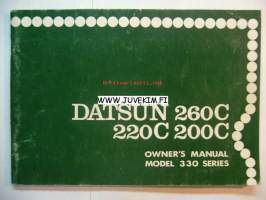 DATSUN 260C
WWW.JUVEKIM.FI
220C 200C
OWNER'S MANUAL
MODEL 330 SERIES